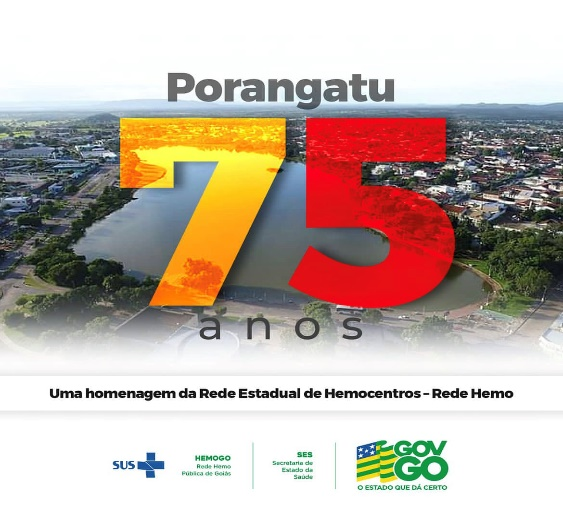 Porangatu
75
anos
Uma homenagem da Rede Estadual de Hemocentros – Rede Hemo
SUS
HEMOGO
Rede Hemo
Pública de Goiás
SES
Secretaria de
Estado da
Saúde
GOV
GO
O ESTADO QUE DÁ CERTO